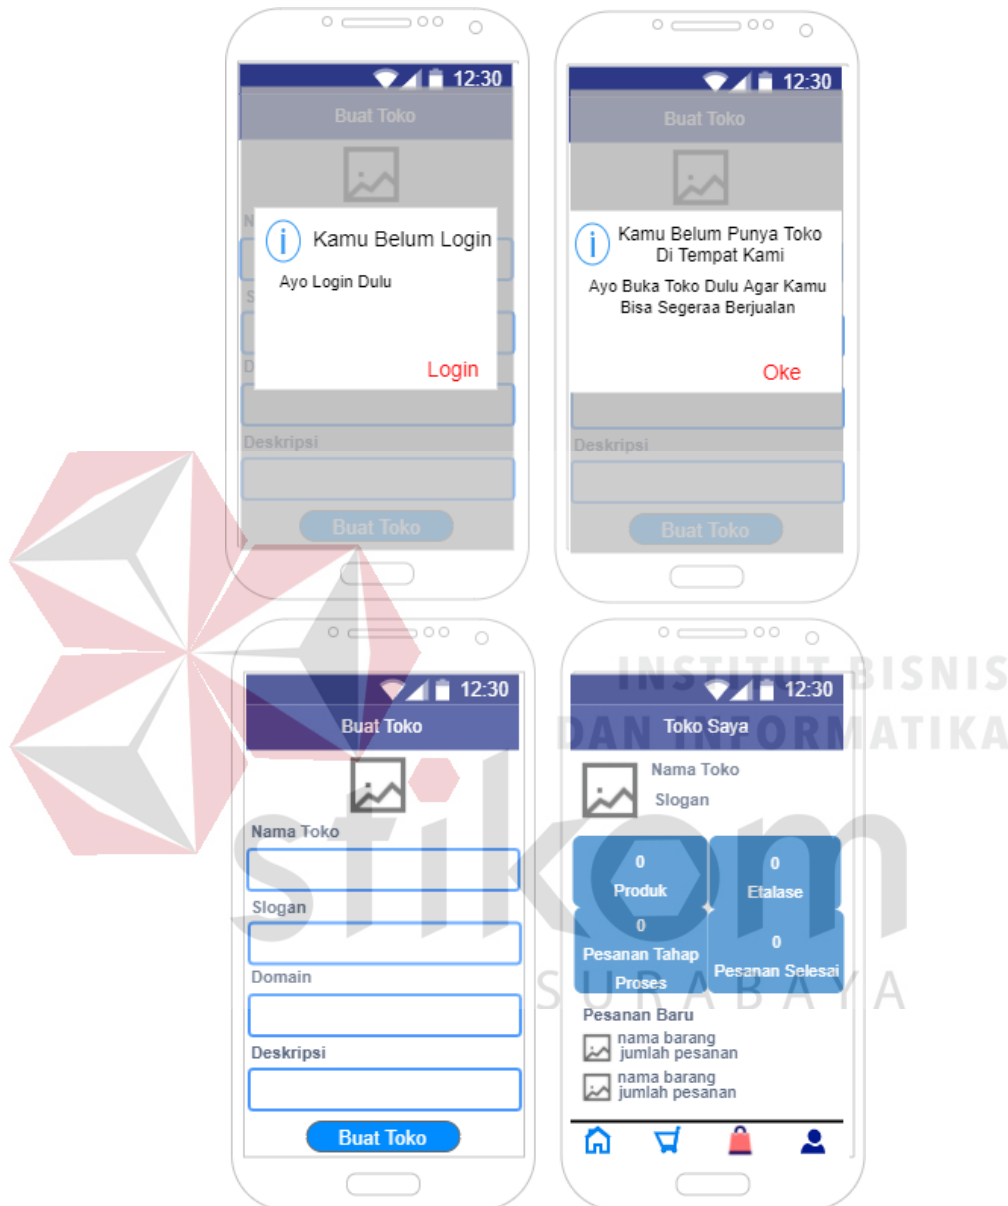 12:30
Buat Toko
N
Kamu Belum Login
Ayo Login Dulu
S
D
Login
Deskripsi
Buat Toko
12:30
Buat Toko
Kamu Belum Punya Toko
Di Tempat Kami
Ayo Buka Toko Dulu Agar Kamu
Bisa Segeraa Berjualan
Oke
Deskripsi
Buat Toko
12:30
Buat Toko
Nama Toko
Slogan
Domain
Deskripsi
Buat Toko
12:30
Toko Saya
Nama Toko
Slogan
0
Produk
0
Etalase
0
Pesanan Tahap
Proses
0
Pesanan Selesai
Pesanan Baru
nama barang
jumlah pesanan
nama barang
jumlah pesanan
INSTITUT BISNIS
DAN INFORMATIKA
stikom
SURABAYA